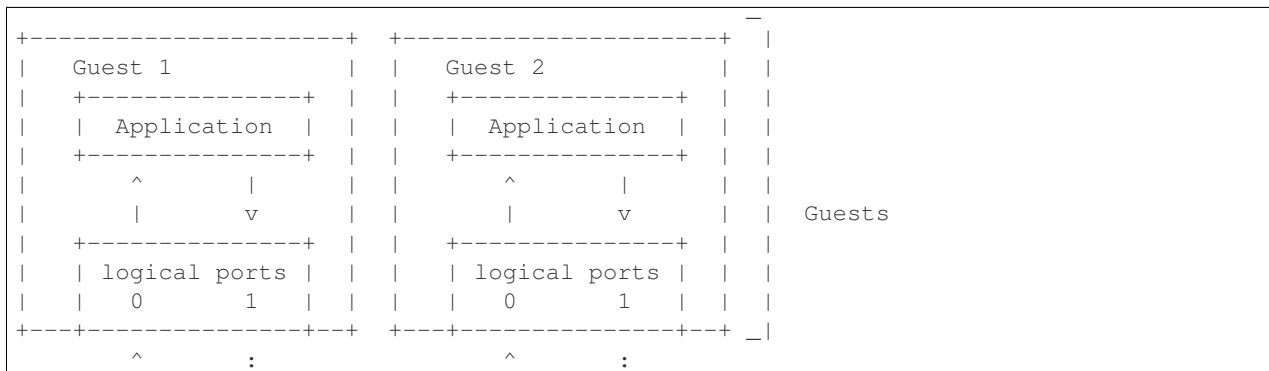 _
+----------------------+  +----------------------+  |
|   Guest 1            |  |   Guest 2            |  |
|   +---------------+  |  |   +---------------+  |  |
|   |  Application  |  |  |   |  Application  |  |  |
|   +---------------+  |  |   +---------------+  |  |
|       ^       |      |  |       ^       |      |  |
|       |       v      |  |       |       v      |  |  Guests
|   +---------------+  |  |   +---------------+  |  |
|   | logical ports |  |  |   | logical ports |  |  |
|   |   0       1   |  |  |   |   0       1   |  |  |
+---+---------------+--+  +---+---------------+--+ _|
        ^       :                 ^       :